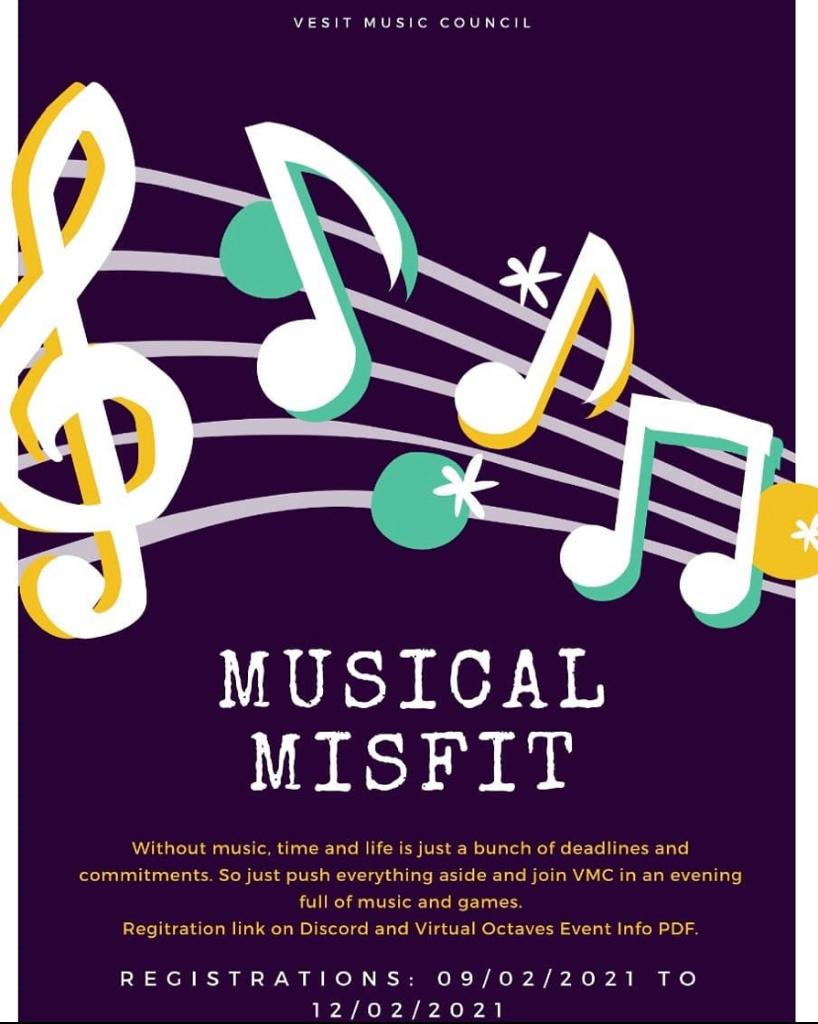 VESIT MUSIC COUNCIL
MUSICAL
MISFIT
Without music, time and life is just a bunch of deadlines and
commitments. So just push everything aside and join VMC in an evening
full of music and games.
Regitration link on Discord and Virtual Octaves Event Info PDF.
REGISTRATIONS: 09/02/2021 TO
12/02/2021